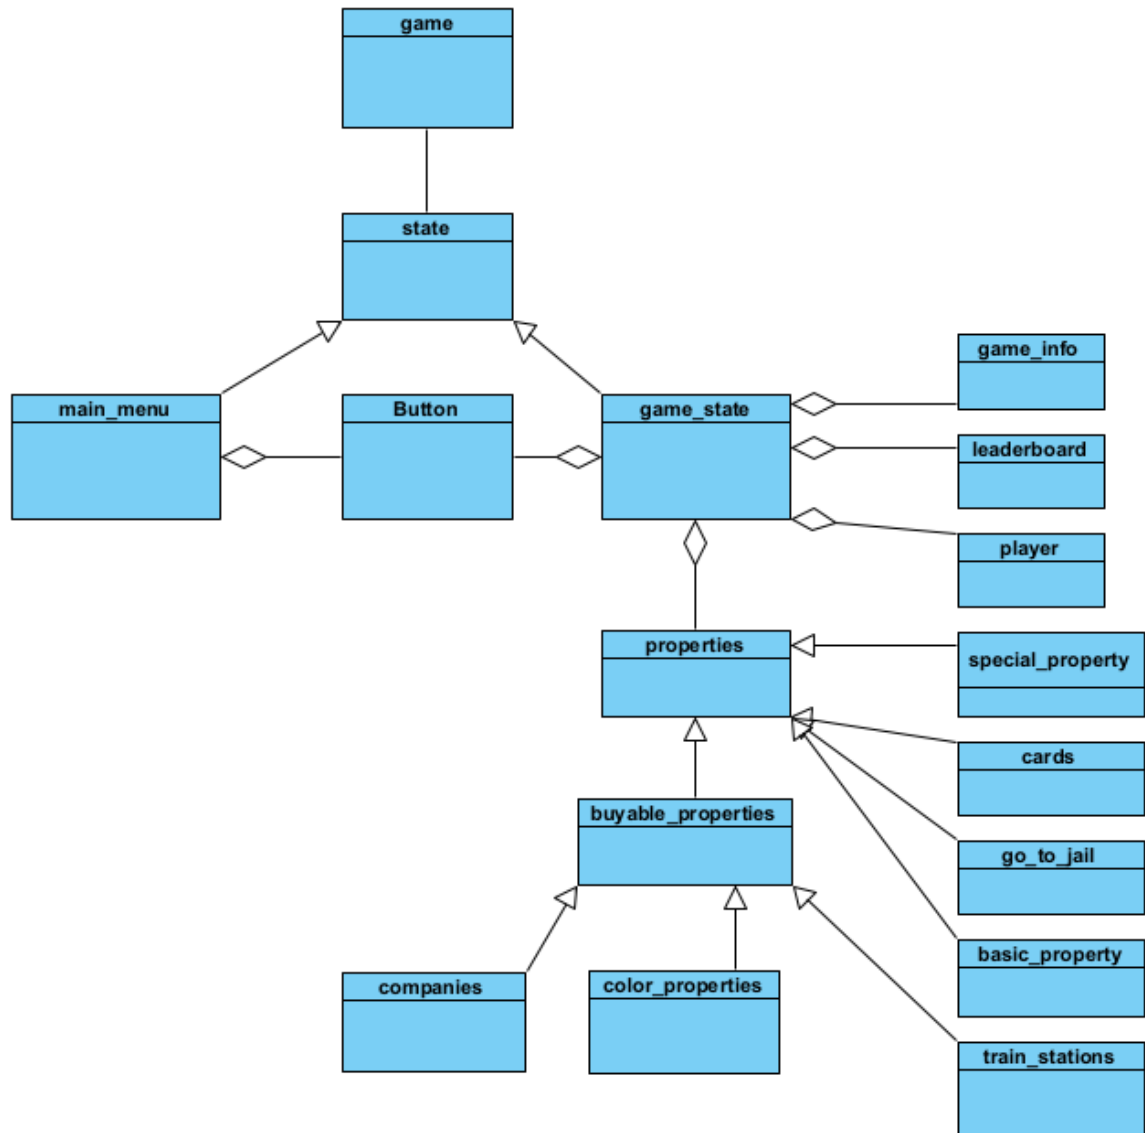 game
state
main_menu
Button
game_state
game_info
leaderboard
player
properties
special_property
cards
buyable_properties
go_to_jail
basic_property
companies
color_properties
train_stations